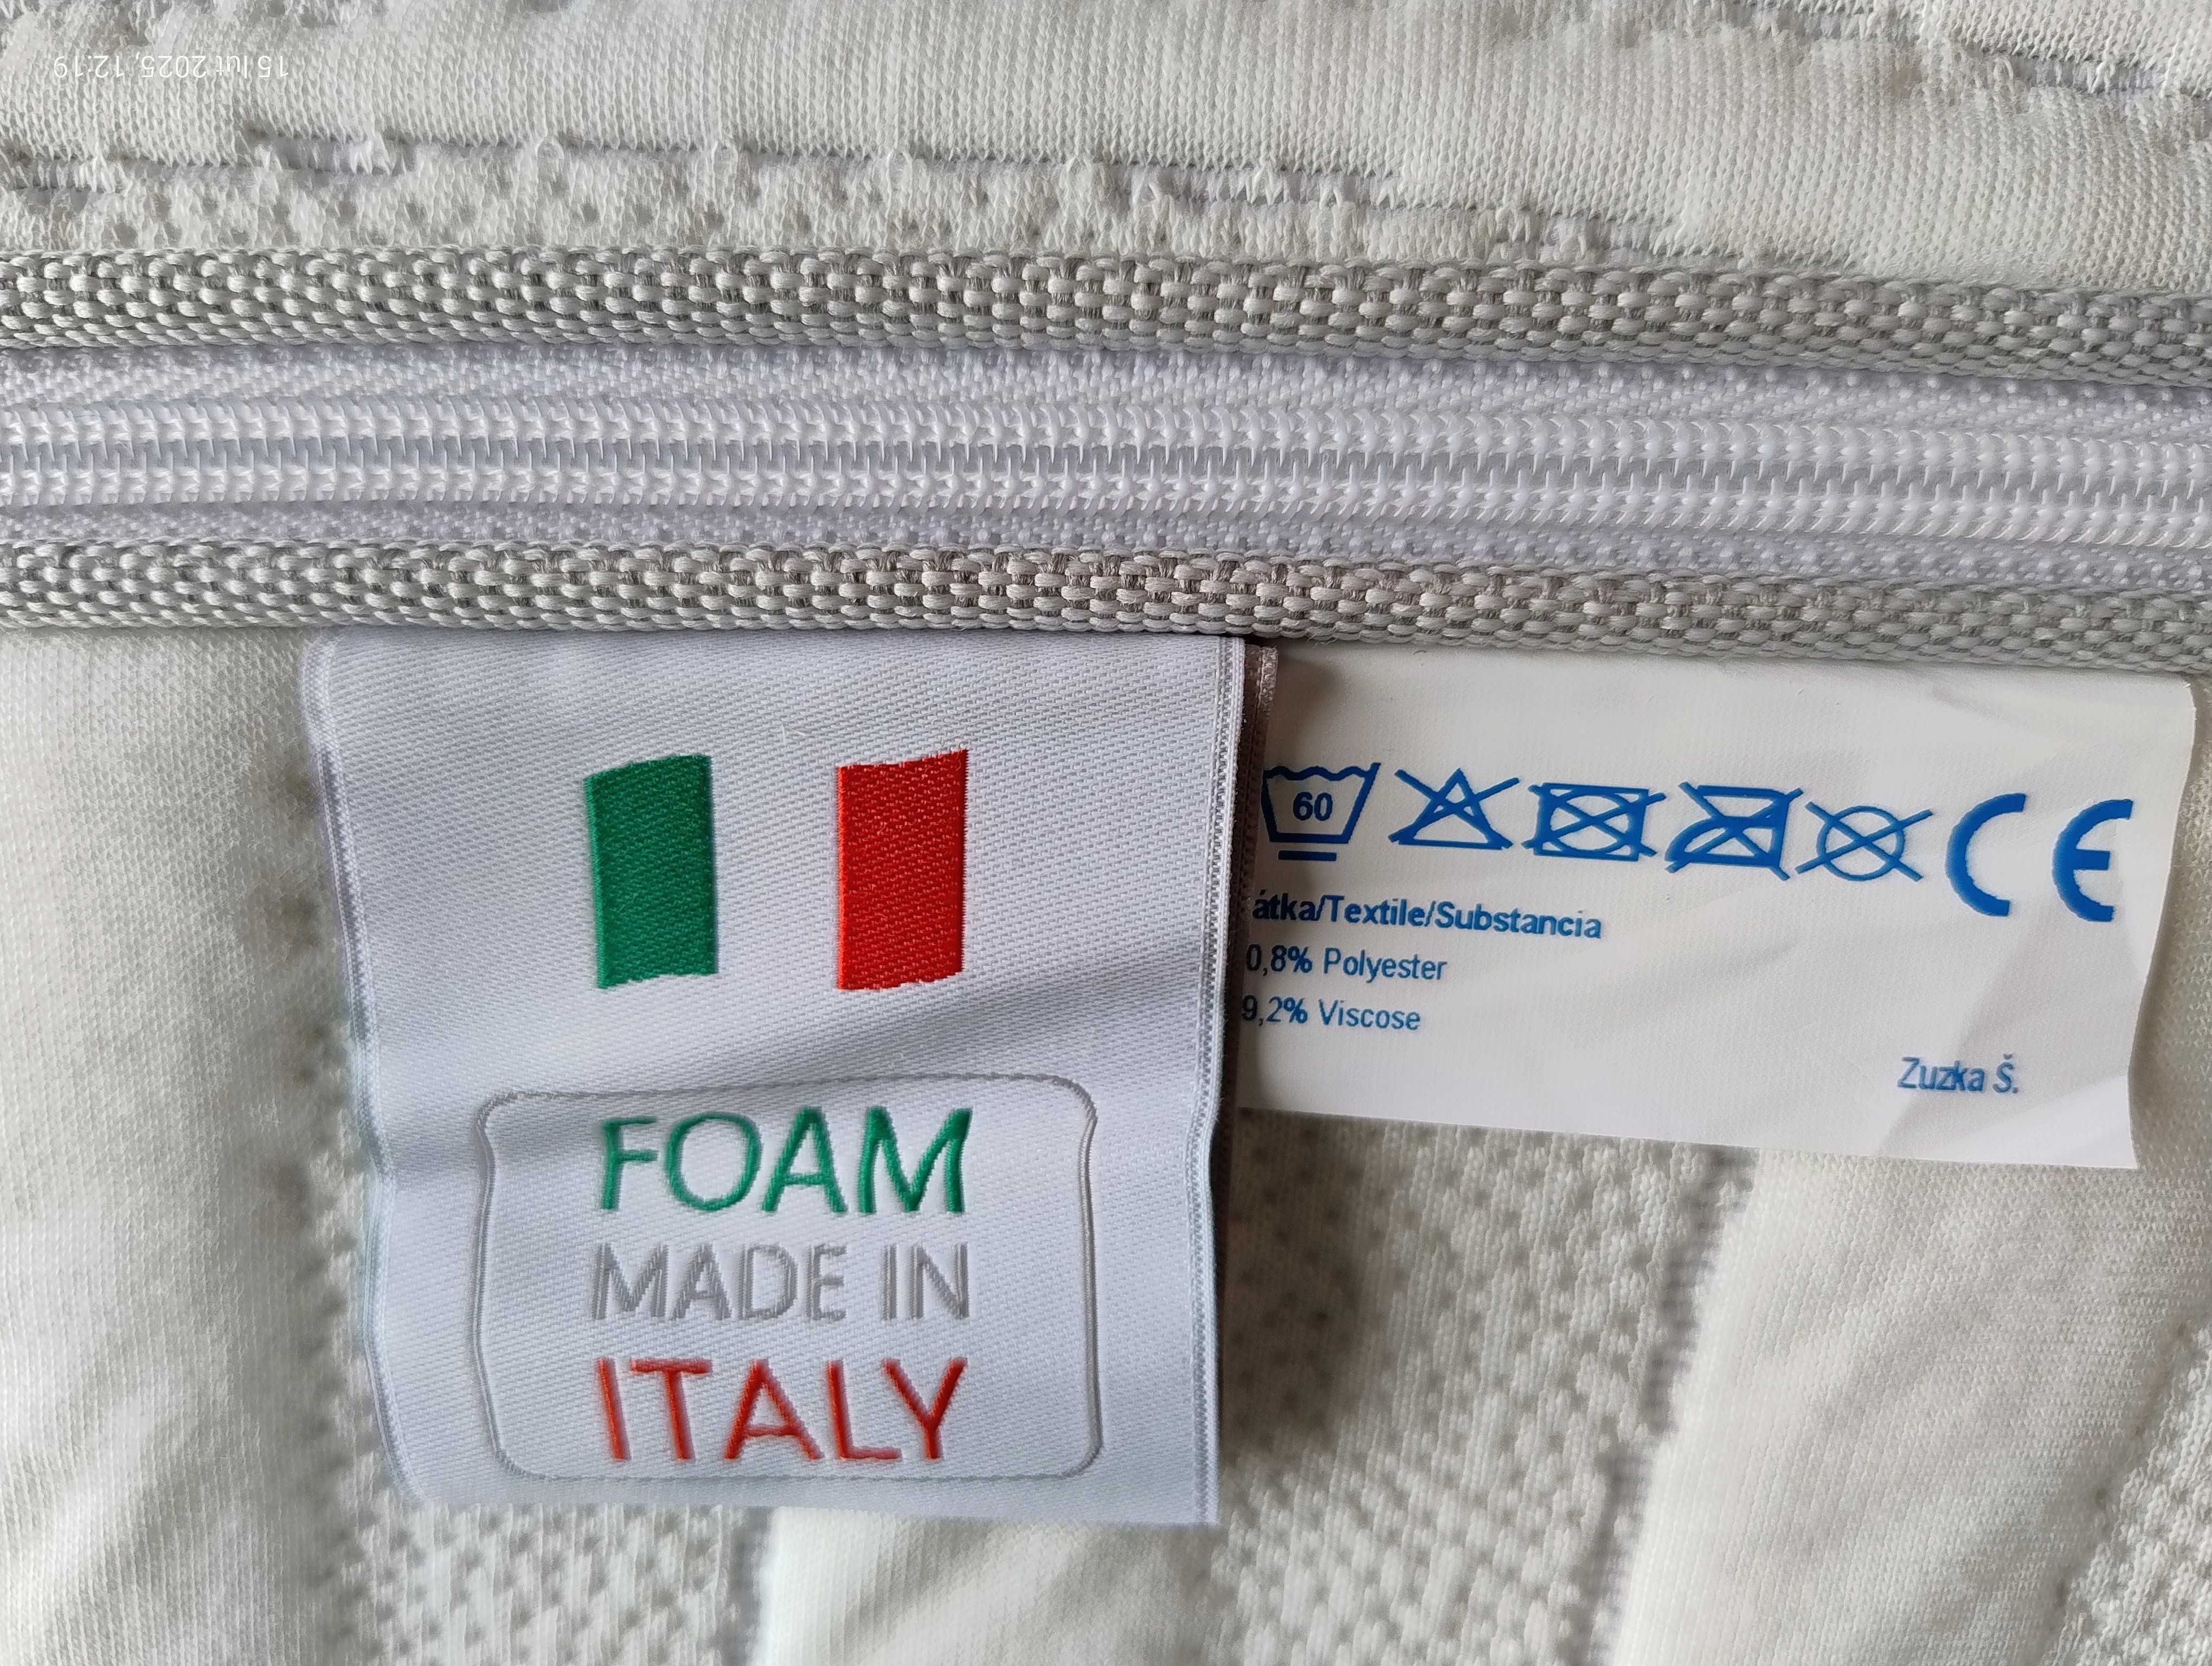 15 lut 2025, 12:19
FOAM
MADE IN
ITALY
60
CE
átka/Textile/Substancia
0,8% Polyester
9,2% Viscose
Zuzka Š.